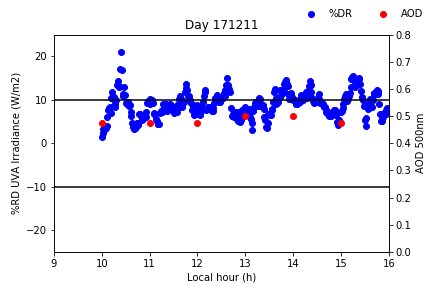 %DR AOD
Day 171211
%RD UVA Irradiance (W/m2)
20
10
0
−10
−20
0.8
0.7
0.6
0.5
0.4
0.3
0.2
0.1
0.0
AOD 500nm
9 10 11 12 13 14 15 16
Local hour (h)